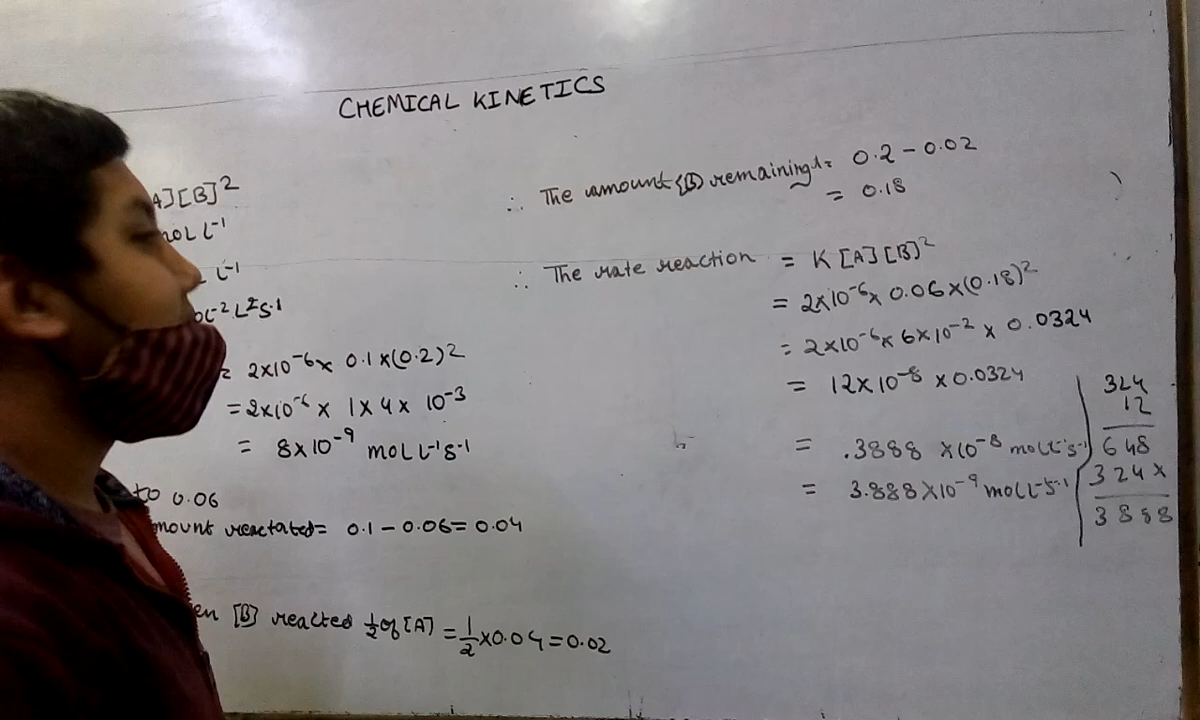 CHEMICAL KINETICS
A][B]²
mol L⁻¹
L L⁻¹
ol⁻² L² s⁻¹
= 2×10⁻⁶ × 0.1×(0.2)²
= 2×10⁻⁶ × 1×4× 10⁻³
= 8×10⁻⁹ mol L⁻¹ s⁻¹
to 0.06
mount reactated = 0.1 - 0.06 = 0.04
en [B] reacted ½ of [A] = ½ × 0.04 = 0.02
∴ The amount [B] remaining = 0.2 - 0.02
= 0.18
∴ The rate reaction = K [A] [B]²
= 2×10⁻⁶ × 0.06 × (0.18)²
= 2×10⁻⁶ × 6×10⁻² × 0.0324
= 12×10⁻⁸ × 0.0324
= .3888 ×10⁻⁸ mol L⁻¹ s⁻¹
= 3.888×10⁻⁹ mol L⁻¹ s⁻¹
324
12
648
324×
3888